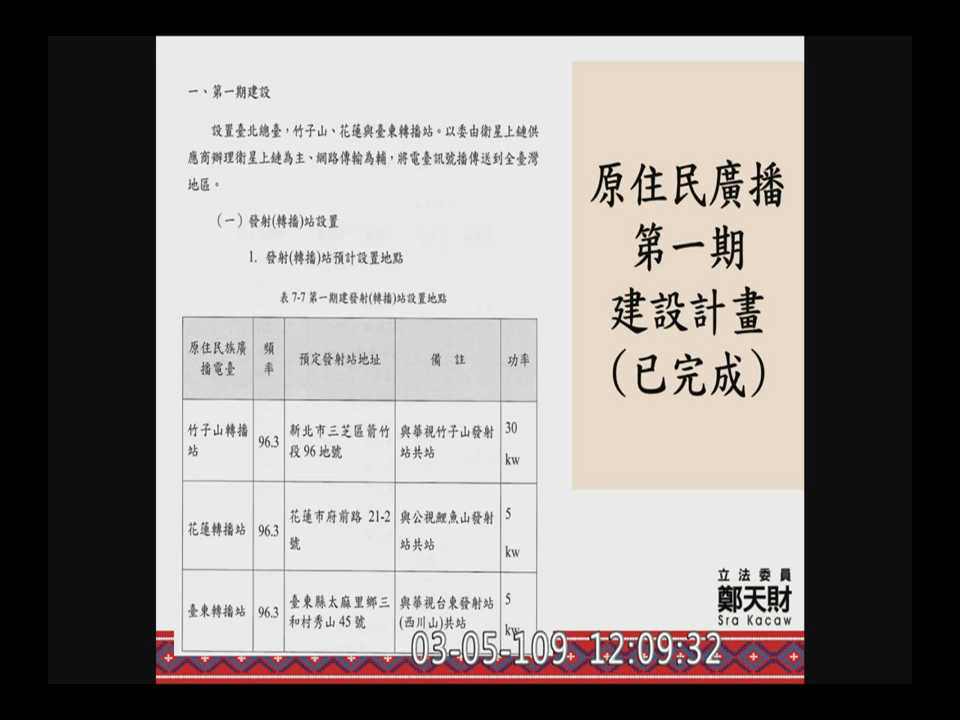 一、第一期建設
設置臺北總臺，竹子山、花蓮與臺東轉播站。以委由衛星上鏈供
應商辦理衛星上鏈為主、網路傳輸為輔，將電臺訊號播傳送到全臺灣
地區。
（一）發射(轉播)站設置
1. 發射(轉播)站預計設置地點
表 7-7 第一期建發射(轉播)站設置地點
原住民族廣播電臺 頻率 預定發射站地址 備 註 功率
竹子山轉播站 96.3 新北市三芝區箭竹段 96 地號 與華視竹子山發射站共站 30 kw
花蓮轉播站 96.3 花蓮市府前路 21-2 號 與公視鯉魚山發射站共站 5 kw
臺東轉播站 96.3 臺東縣太麻里鄉三和村秀山 45 號 與華視台東發射站(西川山)共站 5 kw
原住民廣播
第一期
建設計畫
（已完成）
立法委員
鄭天財
Sra Kacaw
03-05-109 12:09:32